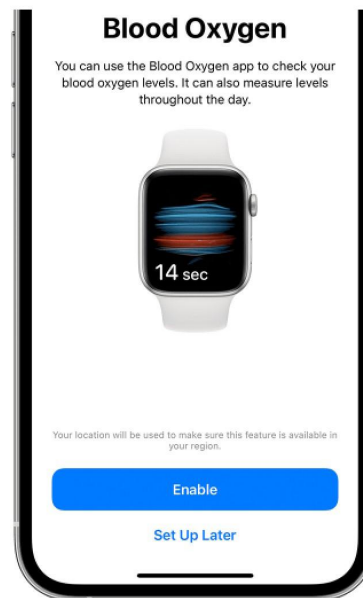 Blood Oxygen
You can use the Blood Oxygen app to check your
blood oxygen levels. It can also measure levels
throughout the day.
14 sec
Your location will be used to make sure this feature is available in
your region.
Enable
Set Up Later